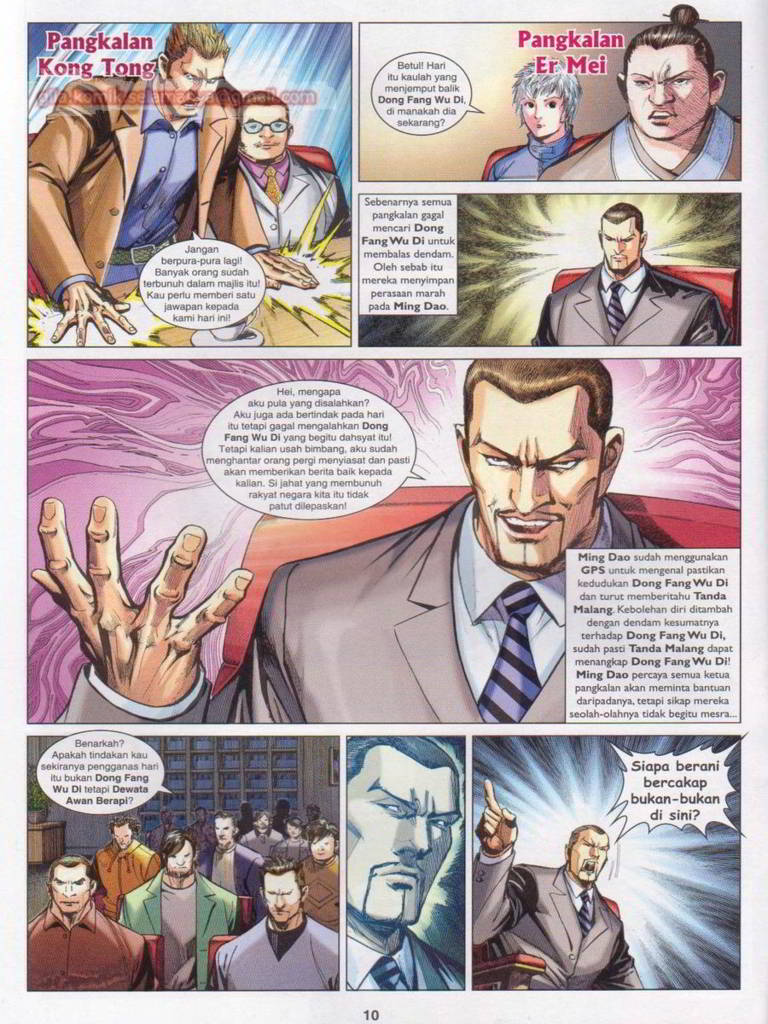 Pangkalan
Kong Tong
Jangan
berpura-pura lagi!
Banyak orang sudah
terbunuh dalam majlis itu!
Kau perlu memberi satu
jawapan kepada
kami hari ini!
Pangkalan
Er Mei
Betul! Hari
itu kaulah yang
menjemput balik
Dong Fang Wu Di,
di manakah dia
sekarang?
Sebenarnya semua
pangkalan gagal
mencari Dong
Fang Wu Di untuk
membalas dendam.
Oleh sebab itu
mereka menyimpan
perasaan marah
pada Ming Dao.
Hei, mengapa
aku pula yang disalahkan?
Aku juga ada bertindak pada hari
itu tetapi gagal mengalahkan Dong
Fang Wu Di yang begitu dahsyat itu!
Tetapi kalian usah bimbang, aku sudah
menghantar orang pergi menyiasat dan pasti
akan memberikan berita baik kepada
kalian. Si jahat yang membunuh
rakyat negara kita itu tidak
patut dilepaskan!
Ming Dao sudah menggunakan
GPS untuk mengenal pastikan
kedudukan Dong Fang Wu Di
dan turut memberitahu Tanda
Malang. Kebolehan diri ditambah
dengan dendam kesumatnya
terhadap Dong Fang Wu Di,
sudah pasti Tanda Malang dapat
menangkap Dong Fang Wu Di!
Ming Dao percaya semua ketua
pangkalan akan meminta bantuan
daripadanya, tetapi sikap mereka
seolah-olahnya tidak begitu mesra...
Benarkah?
Apakah tindakan kau
sekiranya pengganas hari
itu bukan Dong Fang
Wu Di tetapi Dewata
Awan Berapi?
Siapa berani
bercakap
bukan-bukan
di sini?
10